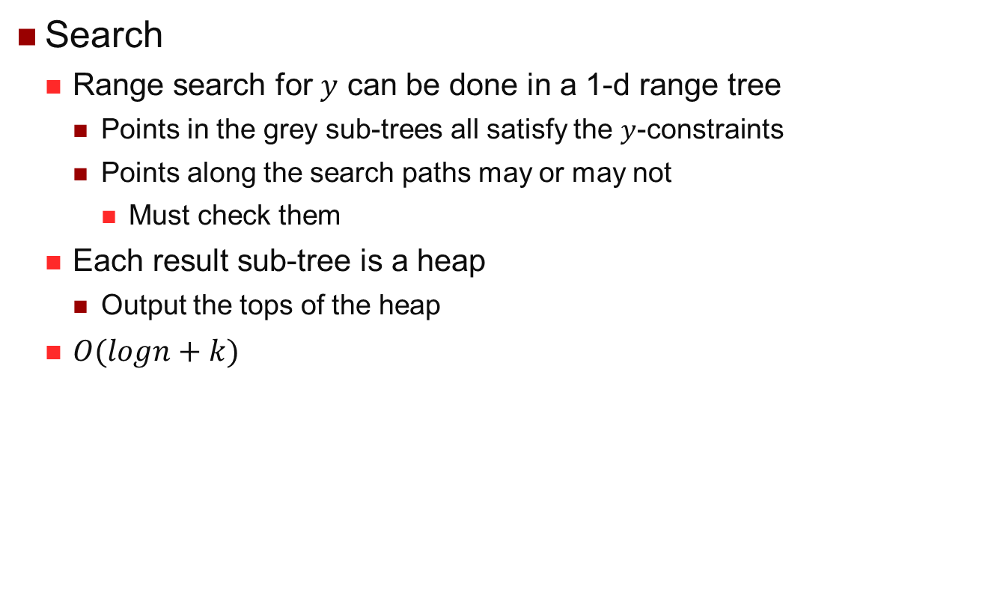 Search
Range search for 𝑦 can be done in a 1-d range tree
Points in the grey sub-trees all satisfy the 𝑦-constraints
Points along the search paths may or may not
Must check them
Each result sub-tree is a heap
Output the tops of the heap
𝑂(𝑙𝑜𝑔𝑛 + 𝑘)